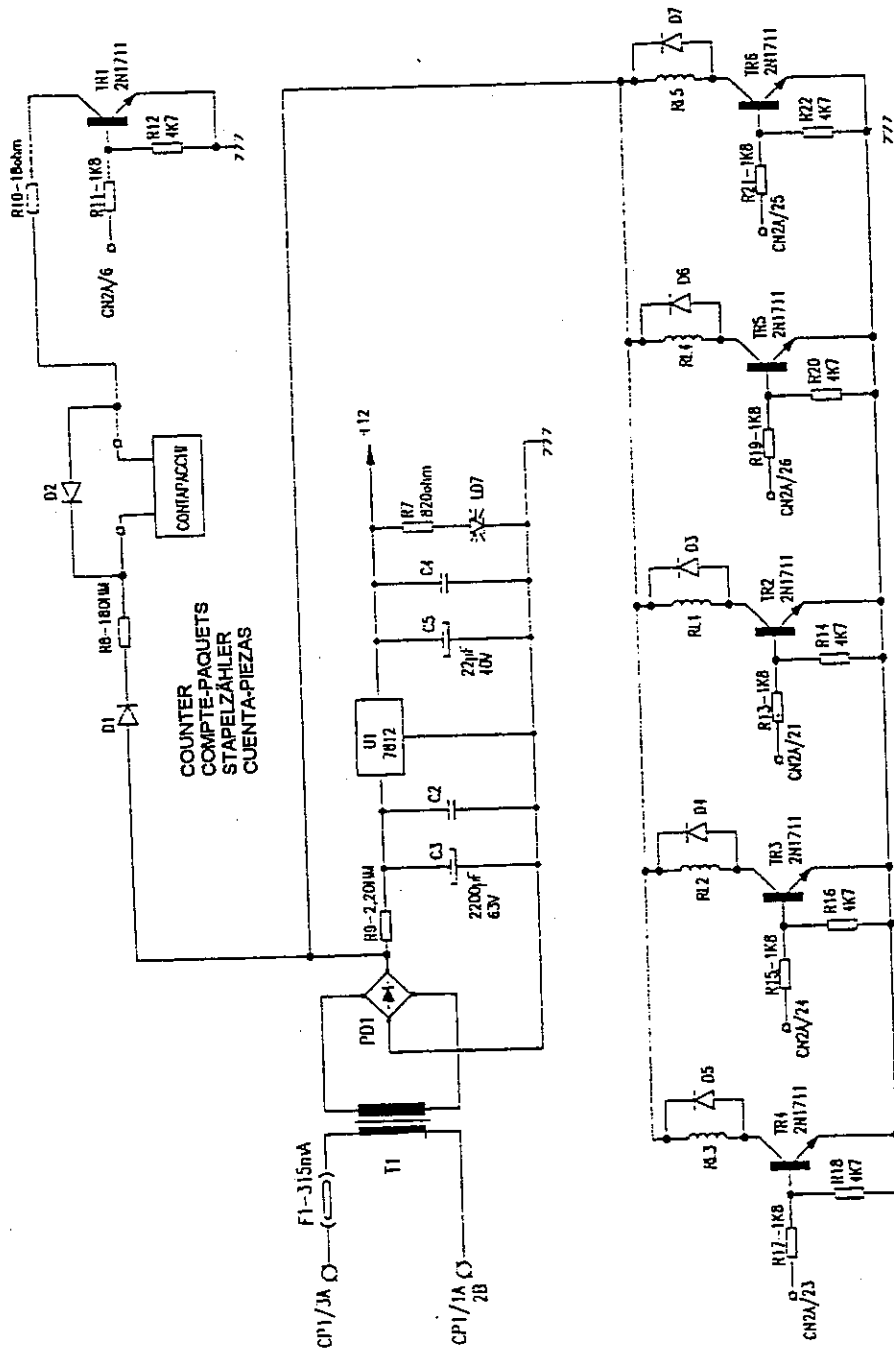 CP1/3A
F1-315mA
CP1/1A
2B
T1
PD1
R9-2,2OHM
C3
2200µF
63V
C2
U1
7812
C5
22µF
40V
C4
R7
820ohm
LD7
+12
D1
R8-18OHM
D2
CONTAPACCHI
COUNTER
COMPTE-PAQUETS
STAPELZÄHLER
CUENTA-PIEZAS
R10-18ohm
CN2A/6
R11-1K8
TR1
2N1711
R12
4K7
CN2A/23
R17-1K8
R18
4K7
TR4
2N1711
RL3
D5
CN2A/24
R15-1K8
R16
4K7
TR3
2N1711
RL2
D4
CN2A/21
R13-1K8
R14
4K7
TR2
2N1711
RL1
D3
CN2A/26
R19-1K8
R20
4K7
TR5
2N1711
RL4
D6
CN2A/25
R21-1K8
R22
4K7
TR6
2N1711
RL5
D7